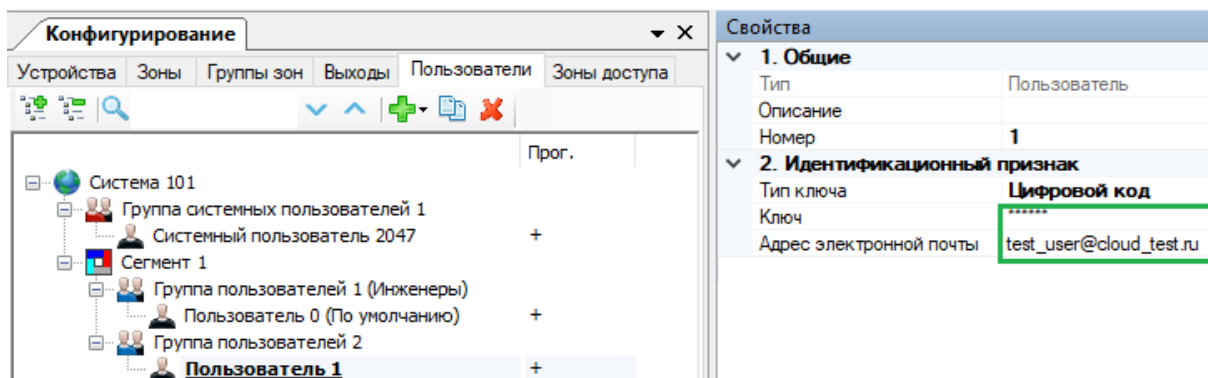 Конфигурирование
Устройства Зоны Группы зон Выходы Пользователи Зоны доступа
Прог.
Система 101
Группа системных пользователей 1
Системный пользователь 2047 +
Сегмент 1
Группа пользователей 1 (Инженеры)
Пользователь 0 (По умолчанию) +
Группа пользователей 2
Пользователь 1 +
Свойства
1. Общие
Тип Пользователь
Описание
Номер 1
2. Идентификационный признак
Тип ключа Цифровой код
Ключ ******
Адрес электронной почты test_user@cloud_test.ru